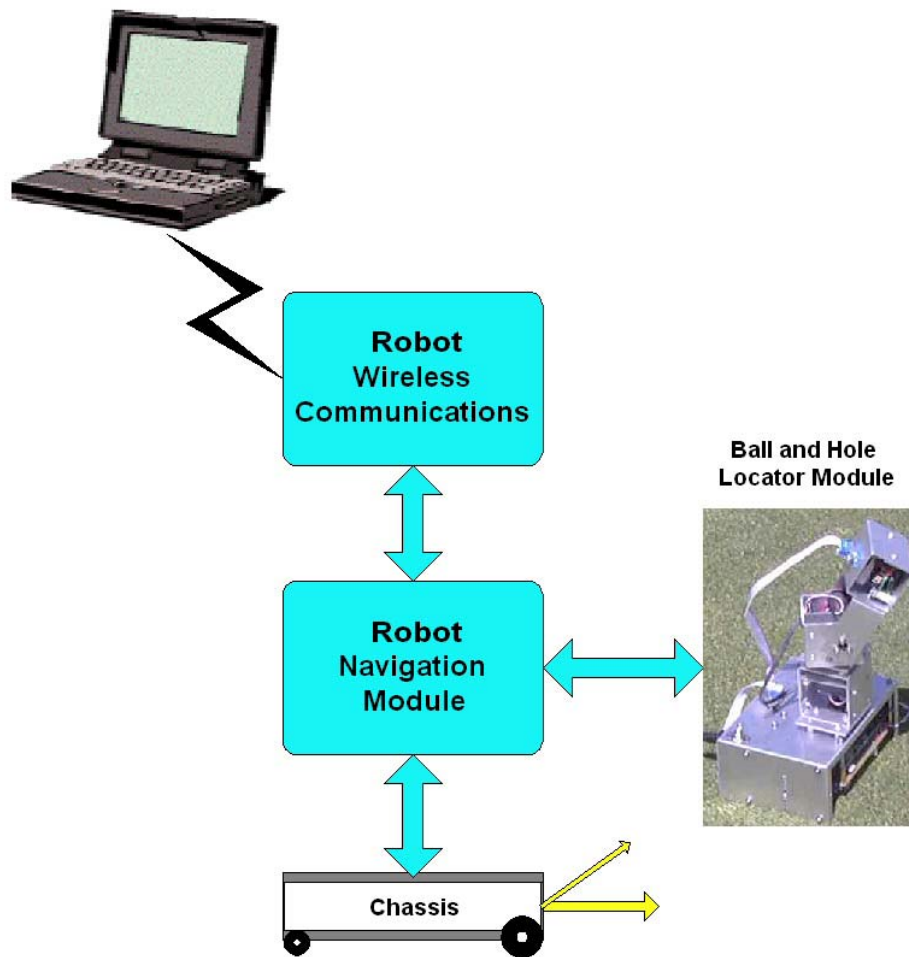 Robot
Wireless
Communications
Ball and Hole
Locator Module
Robot
Navigation
Module
Chassis